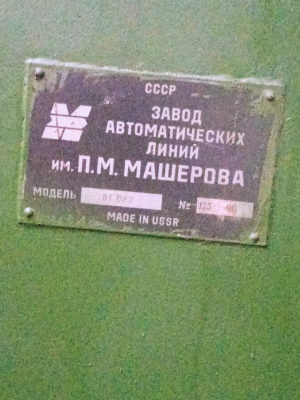 СССР
ЗАВОД
АВТОМАТИЧЕСКИХ
ЛИНИЙ
ИМ. П.М. МАШЕРОВА
МОДЕЛЬ №
MADE IN USSR